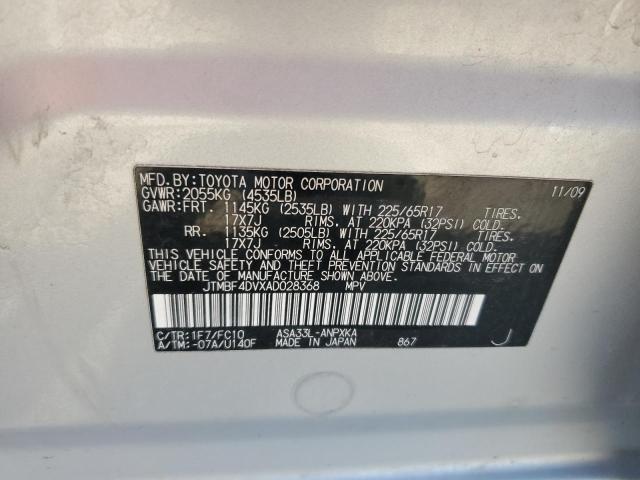 MFD.BY:TOYOTA MOTOR CORPORATION 11/09
GVWR:2055KG (4535LB)
GAWR:FRT. 1145KG (2535LB) WITH 225/65R17 TIRES.
17X7J RIMS. AT 220KPA (32PSI) COLD.
RR. 1135KG (2505LB) WITH 225/65R17 TIRES.
17X7J RIMS. AT 220KPA (32PSI) COLD.
THIS VEHICLE CONFORMS TO ALL APPLICABLE FEDERAL MOTOR
VEHICLE SAFETY AND THEFT PREVENTION STANDARDS IN EFFECT ON
THE DATE OF MANUFACTURE SHOWN ABOVE.
JTMBF4DVXAD028368 MPV
C/TR:1F7/FC10 ASA33L-ANPXKA
A/TM:-07A/U140F MADE IN JAPAN 867 J